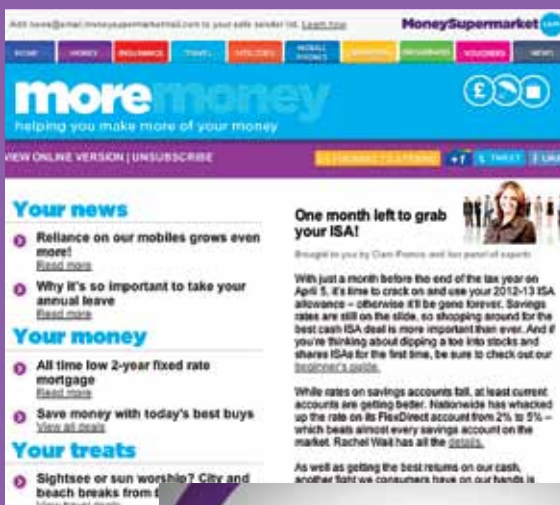 Add news@email.moneysupermarketmail.com to your safe sender list. Learn how
MoneySupermarket
HOME MONEY INSURANCE TRAVEL UTILITIES MOBILE PHONES SHOPPING BROADBAND VOUCHERS NEWS
moremoney
helping you make more of your money
VIEW ONLINE VERSION | UNSUBSCRIBE
+1 TWEET LIKE
Your news
Reliance on our mobiles grows even
more!
Read more
Why it's so important to take your
annual leave
Read more
Your money
All time low 2-year fixed rate
mortgage
Read more
Save money with today's best buys
View all deals
Your treats
Sightsee or sun worship? City and
beach breaks from
View travel deals
One month left to grab
your ISA!
Brought to you by Clare Francis and her panel of experts
With just a month before the end of the tax year on
April 5, it's time to crack on and use your 2012-13 ISA
allowance – otherwise it'll be gone forever. Savings
rates are still on the slide, so shopping around for the
best cash ISA deal is more important than ever. And if
you're thinking about dipping a toe into stocks and
shares ISAs for the first time, be sure to check out our
beginner's guide.
While rates on savings accounts fall, at least current
accounts are getting better. Nationwide has whacked
up the rate on its FlexDirect account from 2% to 5% –
which beats almost every savings account on the
market. Rachel Wait has all the details.
As well as getting the best returns on our cash,
another fight we consumers have on our hands is